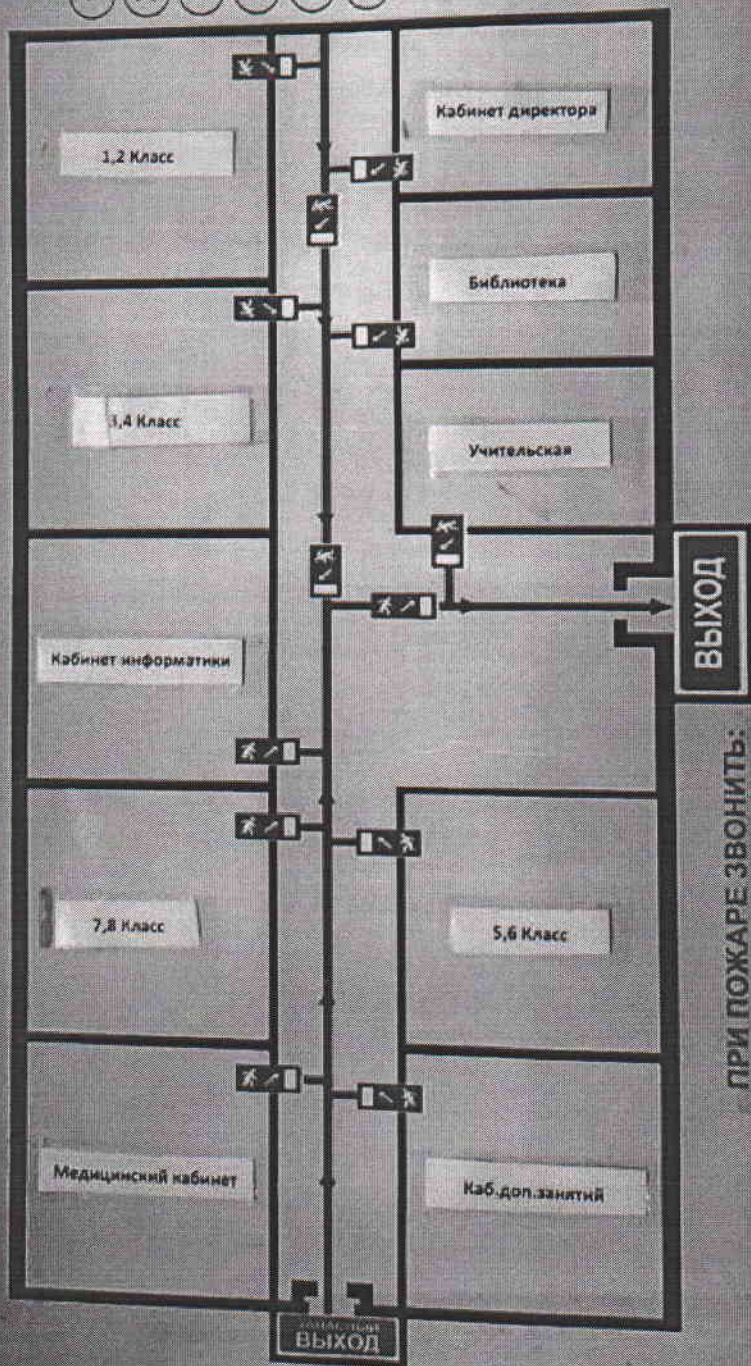 1,2 Класс
Кабинет директора
Библиотека
3,4 Класс
Учительская
ВЫХОД
Кабинет информатики
7,8 Класс
5,6 Класс
ПРИ ПОЖАРЕ ЗВОНИТЬ:
Медицинский кабинет
Каб.доп.занятий
ЗАПАСНЫЙ
ВЫХОД